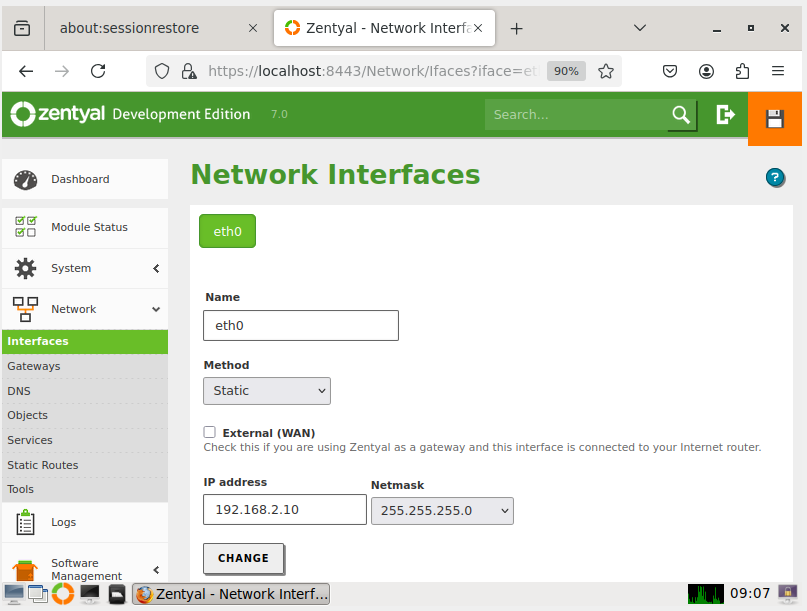 about:sessionrestore
Zentyal - Network Interfa
https://localhost:8443/Network/Ifaces?iface=et
90%
zentyal Development Edition 7.0
Search...
Dashboard
Module Status
System
Network
Interfaces
Gateways
DNS
Objects
Services
Static Routes
Tools
Logs
Software
Management
Network Interfaces
?
eth0
Name
eth0
Method
Static
External (WAN)
Check this if you are using Zentyal as a gateway and this interface is connected to your Internet router.
IP address
Netmask
192.168.2.10
255.255.255.0
CHANGE
Zentyal - Network Interf...
09:07